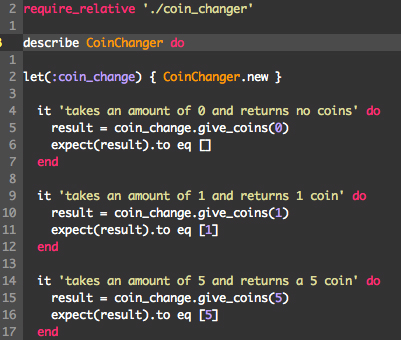 2 require_relative './coin_changer'
1
3 describe CoinChanger do
1
2 let(:coin_change) { CoinChanger.new }
3
4 it 'takes an amount of 0 and returns no coins' do
5 result = coin_change.give_coins(0)
6 expect(result).to eq []
7 end
8
9 it 'takes an amount of 1 and returns 1 coin' do
10 result = coin_change.give_coins(1)
11 expect(result).to eq [1]
12 end
13
14 it 'takes an amount of 5 and returns a 5 coin' do
15 result = coin_change.give_coins(5)
16 expect(result).to eq [5]
17 end